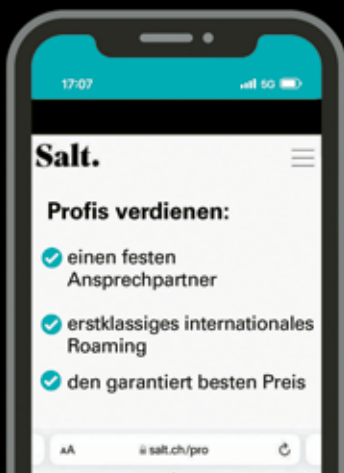 17:07 5G
Salt.
Profis verdienen:
einen festen
Ansprechpartner
erstklassiges internationales
Roaming
den garantiert besten Preis
AA salt.ch/pro